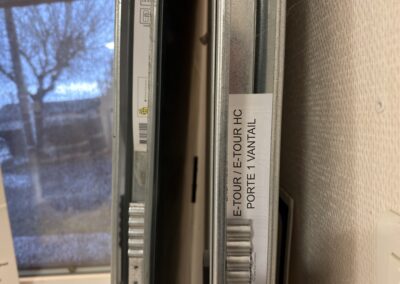 E-TOUR / E-TOUR HC
PORTE 1 VANTAIL